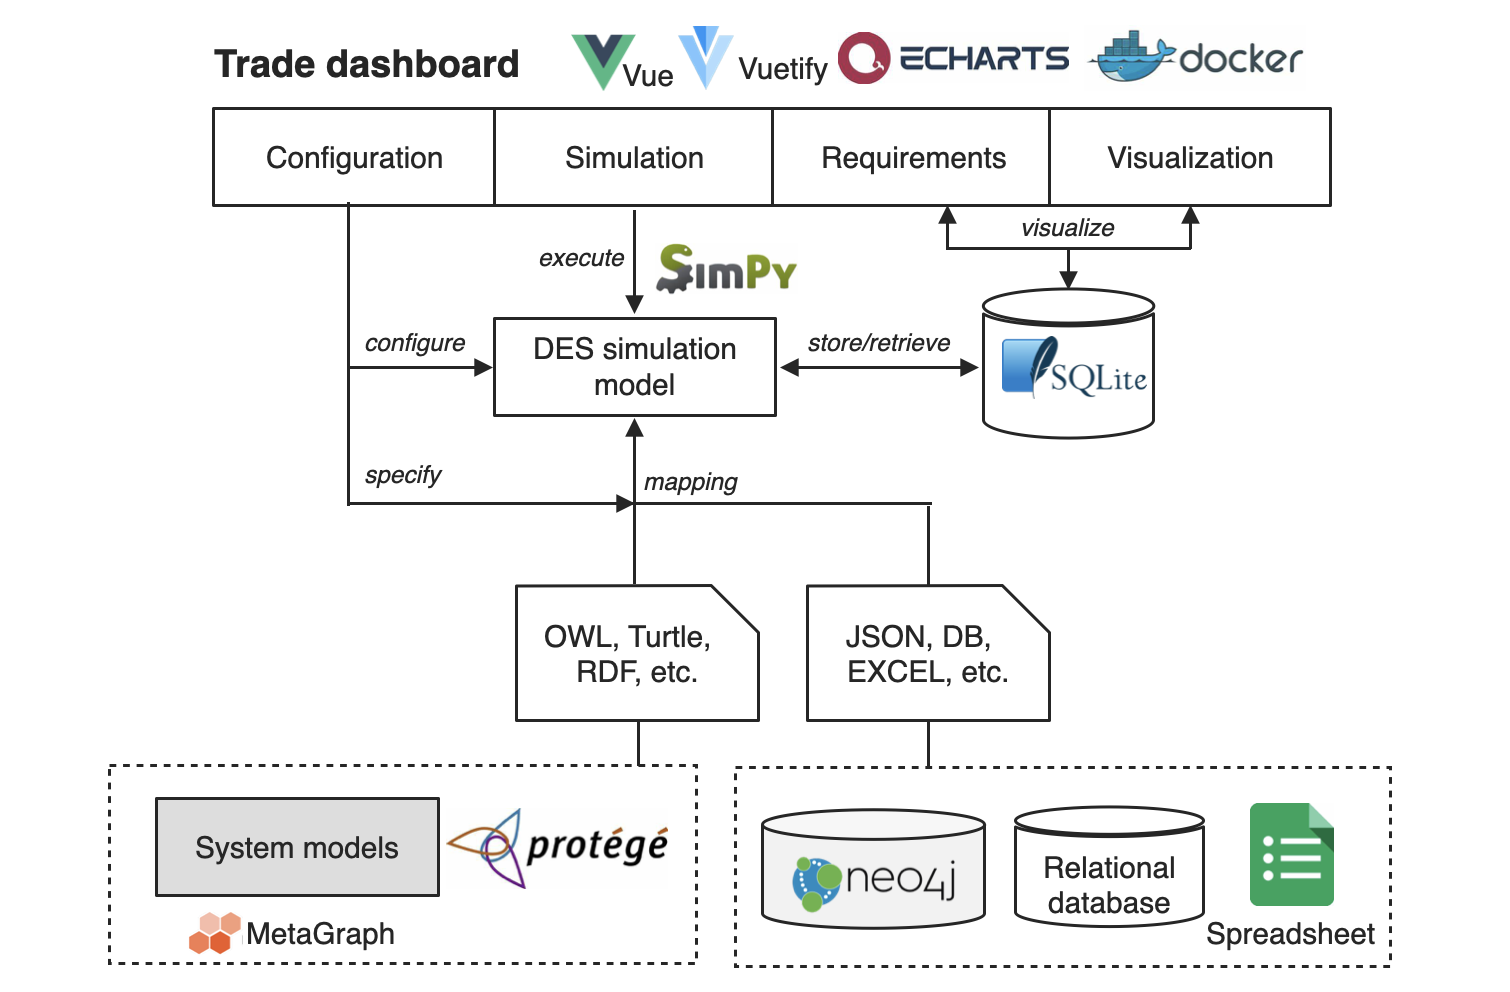 Trade dashboard
Vue
Vuetify
ECHARTS
docker
Configuration
Simulation
Requirements
Visualization
visualize
execute
SimPy
configure
DES simulation
model
store/retrieve
SQLite
specify
mapping
OWL, Turtle,
RDF, etc.
JSON, DB,
EXCEL, etc.
System models
protégé
MetaGraph
neo4j
Relational
database
Spreadsheet